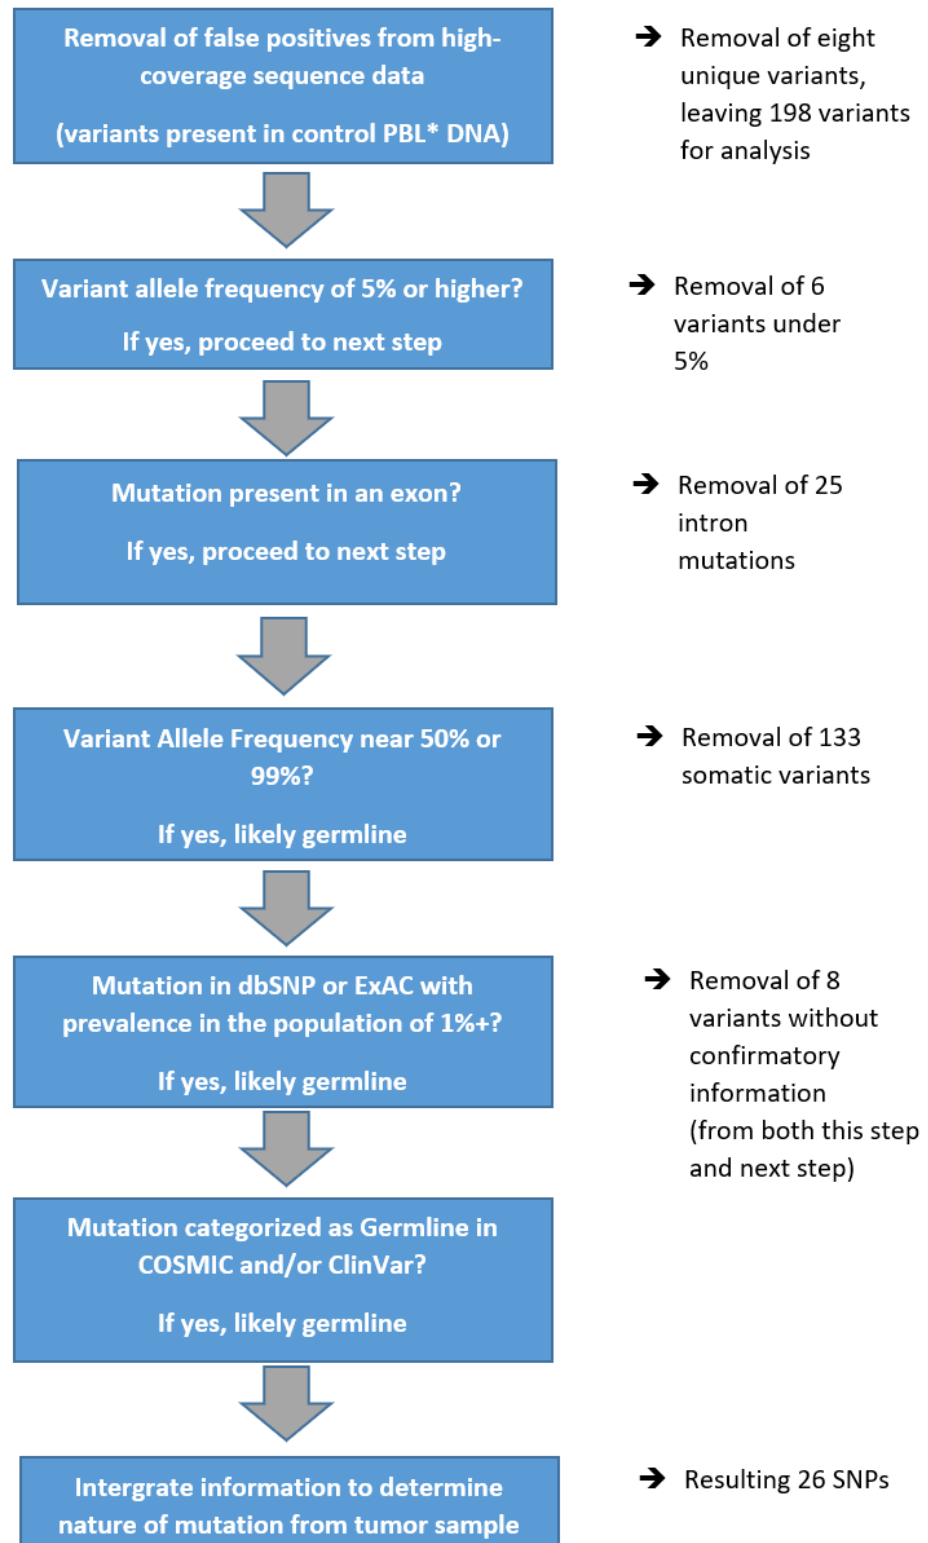 Removal of false positives from high-
coverage sequence data
(variants present in control PBL* DNA)
➔ Removal of eight
unique variants,
leaving 198 variants
for analysis
Variant allele frequency of 5% or higher?
If yes, proceed to next step
➔ Removal of 6
variants under
5%
Mutation present in an exon?
If yes, proceed to next step
➔ Removal of 25
intron
mutations
Variant Allele Frequency near 50% or
99%?
If yes, likely germline
➔ Removal of 133
somatic variants
Mutation in dbSNP or ExAC with
prevalence in the population of 1%+?
If yes, likely germline
➔ Removal of 8
variants without
confirmatory
information
(from both this step
and next step)
Mutation categorized as Germline in
COSMIC and/or ClinVar?
If yes, likely germline
Intergrate information to determine
nature of mutation from tumor sample
➔ Resulting 26 SNPs